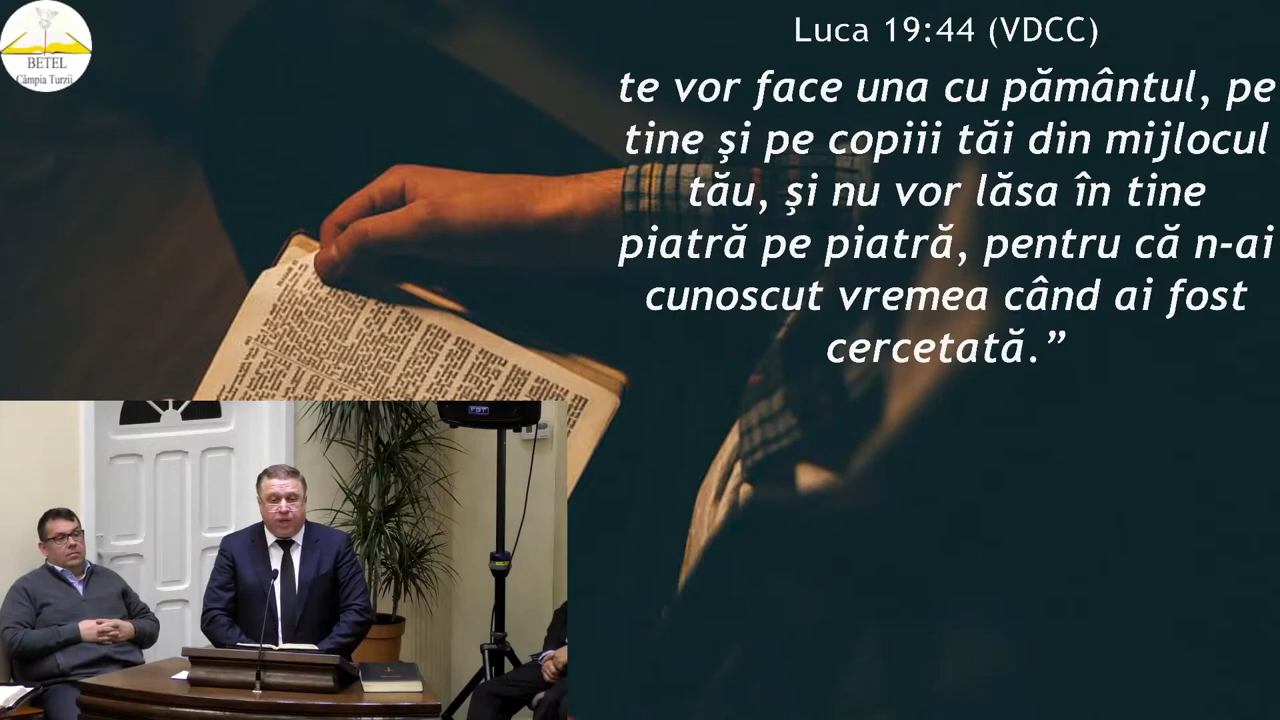 BETEL
Câmpia Turzii
Luca 19:44 (VDCC)
te vor face una cu pământul, pe
tine și pe copiii tăi din mijlocul
tău, și nu vor lăsa în tine
piatră pe piatră, pentru că n-ai
cunoscut vremea când ai fost
cercetată.”